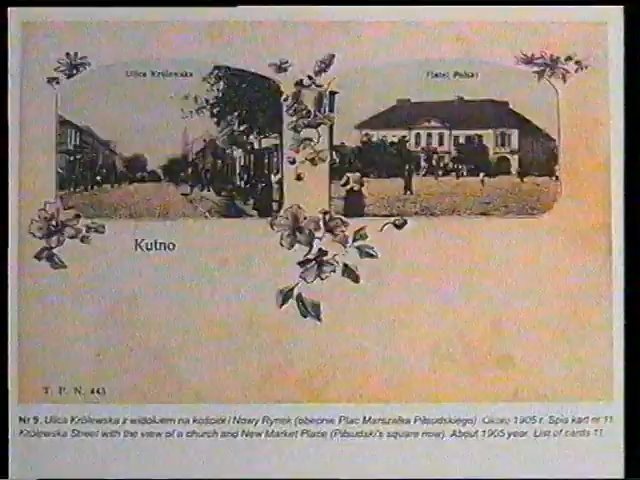 Ulica Królewska
Hotel Polski
Kutno
T. P. N. 443
Nr 9. Ulica Królewska z widokiem na kościół i Nowy Rynek (obecnie Plac Marszałka Piłsudskiego). Około 1905 r. Spis kart nr 11.
Królewska Street with the view of a church and New Market Place (Piłsudski's square now). About 1905 year. List of cards 11.